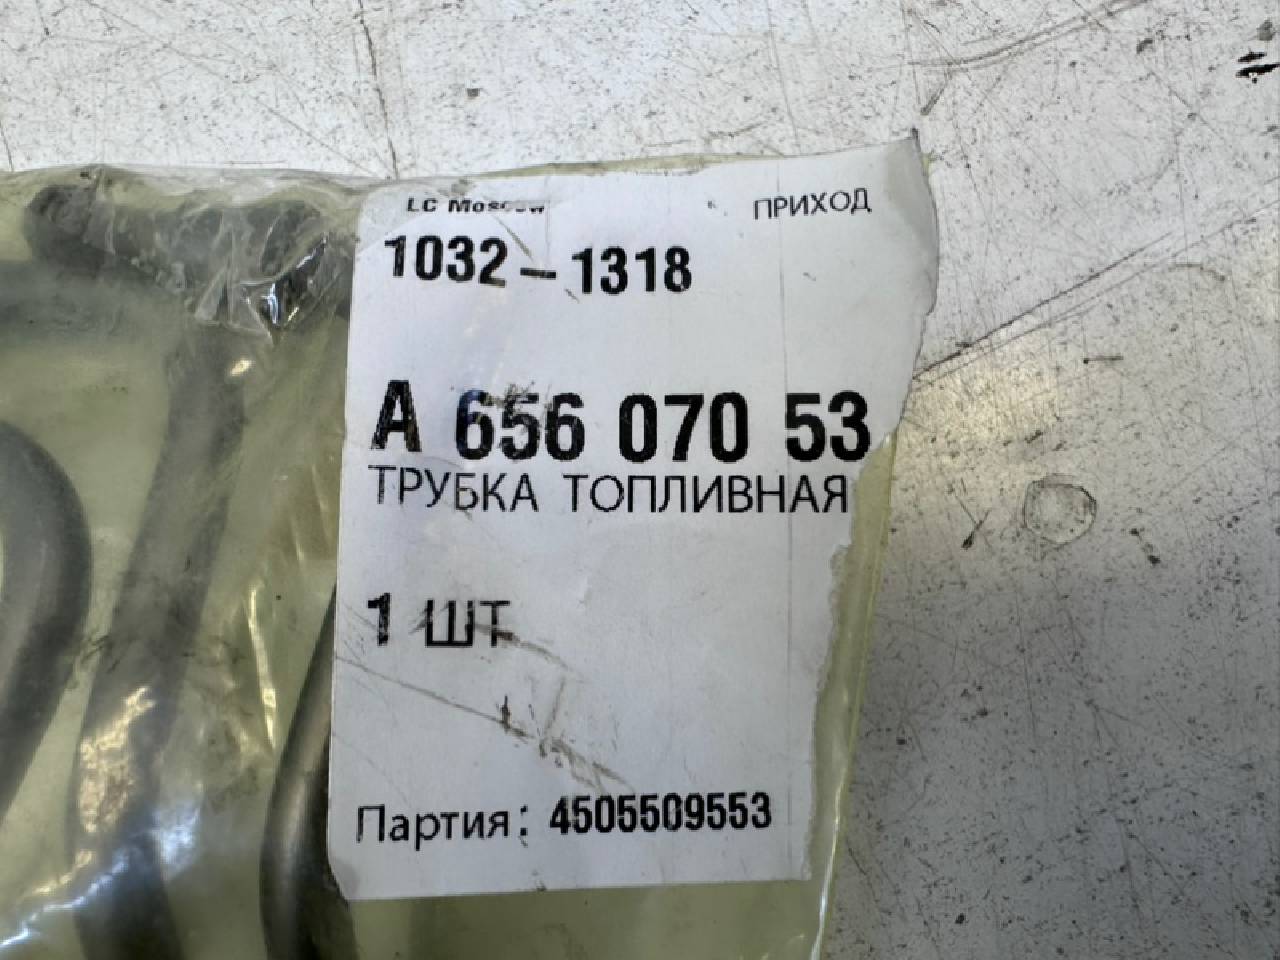 LC Moscow ПРИХОД
1032-1318
A 656 070 53
ТРУБКА ТОПЛИВНАЯ
1 ШТ
Партия: 4505509553